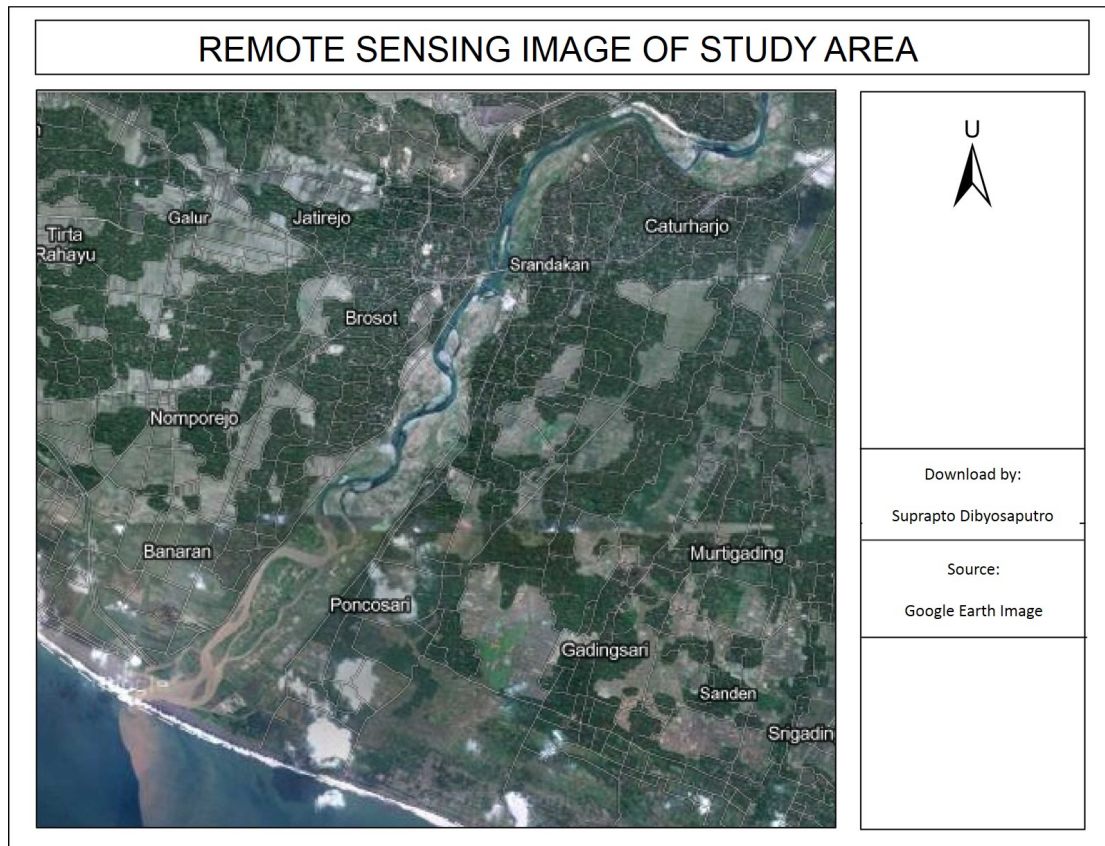 REMOTE SENSING IMAGE OF STUDY AREA
U
Galur
Jatirejo
Tirta
Rahayu
Caturharjo
Srandakan
Brosot
Nomporejo
Banaran
Murtigading
Poncosari
Gadingsari
Sanden
Srigadin
Download by:
Suprapto Dibyosaputro
Source:
Google Earth Image